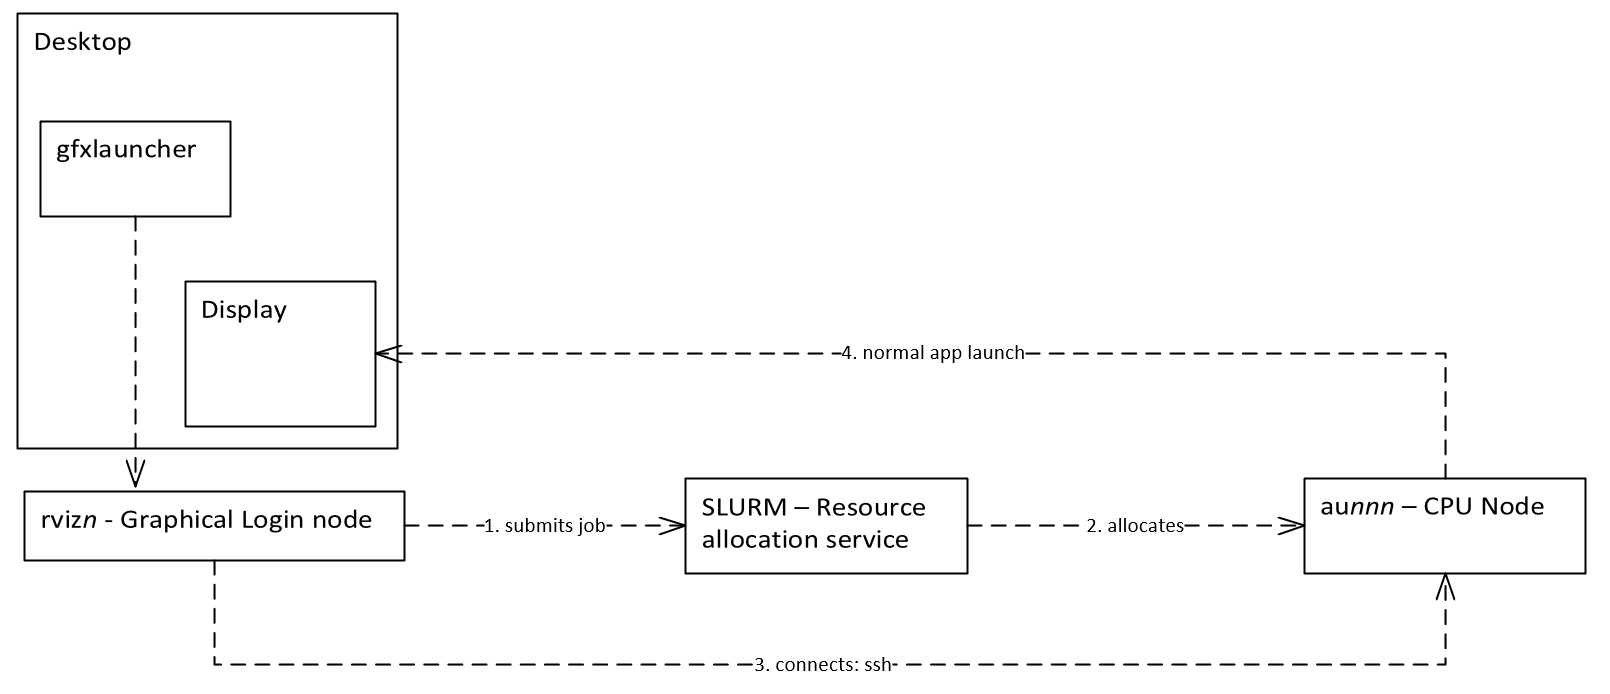 Desktop
gfxlauncher
Display
4. normal app launch
rvizn - Graphical Login node
1. submits job
SLURM – Resource
allocation service
2. allocates
aunnn – CPU Node
3. connects: ssh